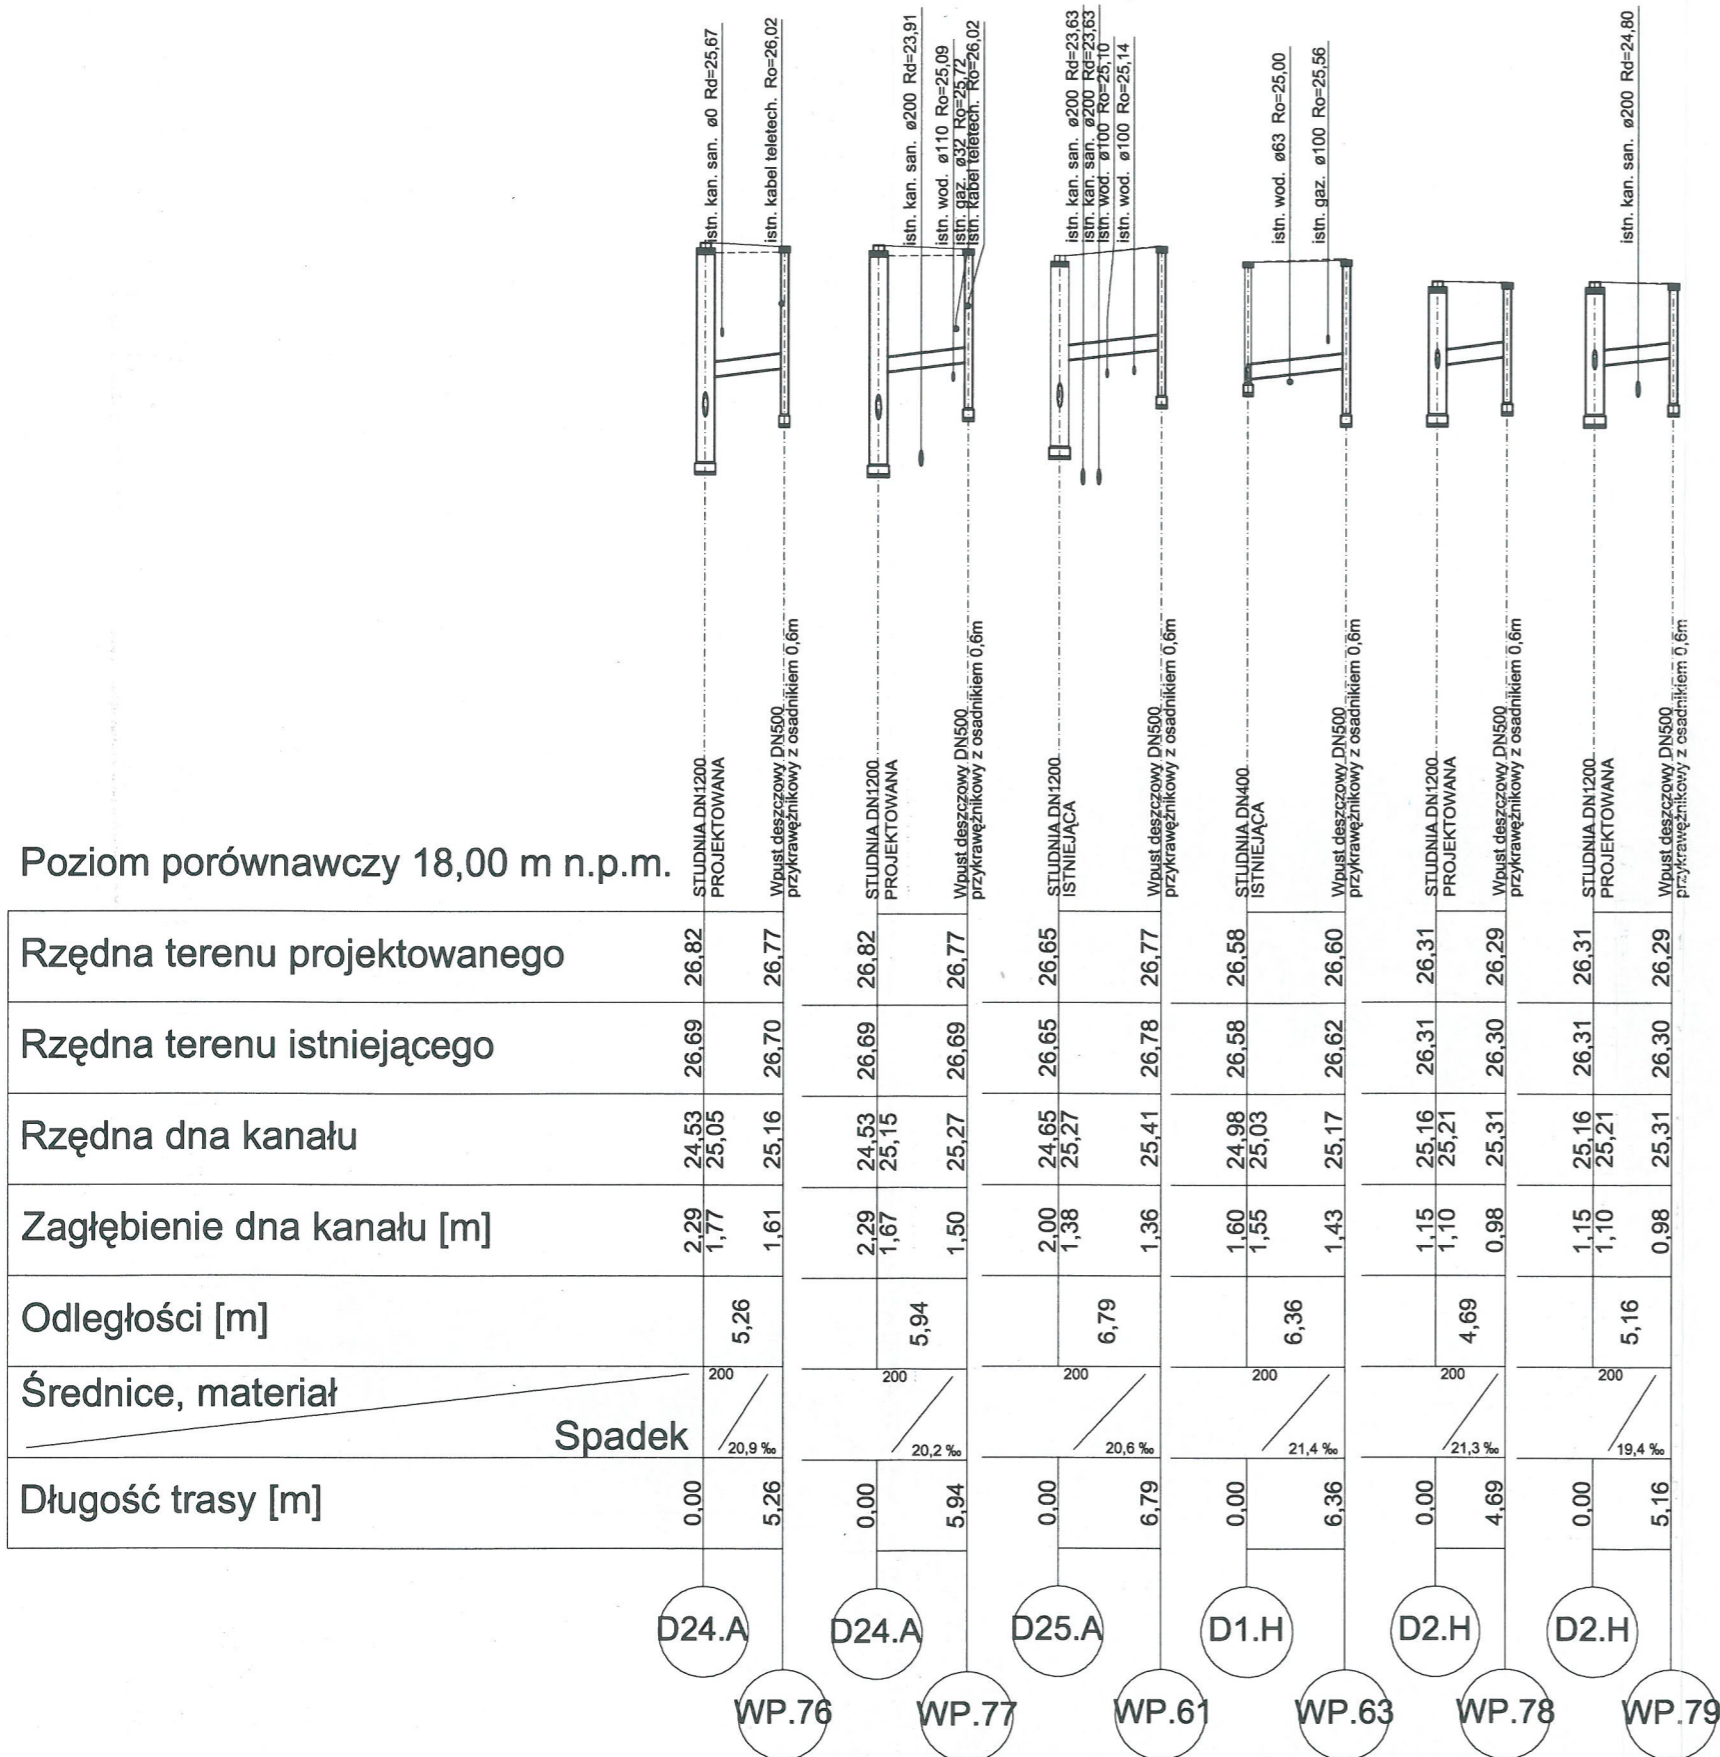 istn. kan. san. ø0 Rd=25,67
istn. kabel teletech. Ro=26,02
istn. kan. san. ø200 Rd=23,91
istn. wod. ø110 Ro=25,09
istn. gaz. ø32 Ro=25,72
istn. kabel teletech. Ro=26,02
istn. kan. san. ø200 Rd=23,63
istn. kan. san. ø200 Rd=23,63
istn. wod. ø100 Ro=25,10
istn. wod. ø100 Ro=25,14
istn. wod. ø63 Ro=25,00
istn. gaz. ø100 Ro=25,56
istn. kan. san. ø200 Rd=24,80
STUDNIA DN1200
PROJEKTOWANA
Wpust deszczowy DN500
przykrawężnikowy z osadnikiem 0,6m
STUDNIA DN1200
PROJEKTOWANA
Wpust deszczowy DN500
przykrawężnikowy z osadnikiem 0,6m
STUDNIA DN1200
ISTNIEJĄCA
Wpust deszczowy DN500
przykrawężnikowy z osadnikiem 0,6m
STUDNIA DN400
ISTNIEJĄCA
Wpust deszczowy DN500
przykrawężnikowy z osadnikiem 0,6m
STUDNIA DN1200
PROJEKTOWANA
Wpust deszczowy DN500
przykrawężnikowy z osadnikiem 0,6m
STUDNIA DN1200
PROJEKTOWANA
Wpust deszczowy DN500
przykrawężnikowy z osadnikiem 0,6m
Poziom porównawczy 18,00 m n.p.m.
Rzędna terenu projektowanego 26,82 26,77 26,82 26,77 26,65 26,77 26,58 26,60 26,31 26,29 26,31 26,29
Rzędna terenu istniejącego 26,69 26,70 26,69 26,69 26,65 26,78 26,58 26,62 26,31 26,30 26,31 26,30
Rzędna dna kanału 24,53 25,05 25,16 24,53 25,15 25,27 24,65 25,27 25,41 24,98 25,03 25,17 25,16 25,21 25,31 25,16 25,21 25,31
Zagłębienie dna kanału [m] 2,29 1,77 1,61 2,29 1,67 1,50 2,00 1,38 1,36 1,60 1,55 1,43 1,15 1,10 0,98 1,15 1,10 0,98
Odległości [m] 5,26 5,94 6,79 6,36 4,69 5,16
Średnice, materiał 200 200 200 200 200 200
Spadek 20,9 ‰ 20,2 ‰ 20,6 ‰ 21,4 ‰ 21,3 ‰ 19,4 ‰
Długość trasy [m] 0,00 5,26 0,00 5,94 0,00 6,79 0,00 6,36 0,00 4,69 0,00 5,16
D24.A D24.A D25.A D1.H D2.H D2.H
WP.76 WP.77 WP.61 WP.63 WP.78 WP.79